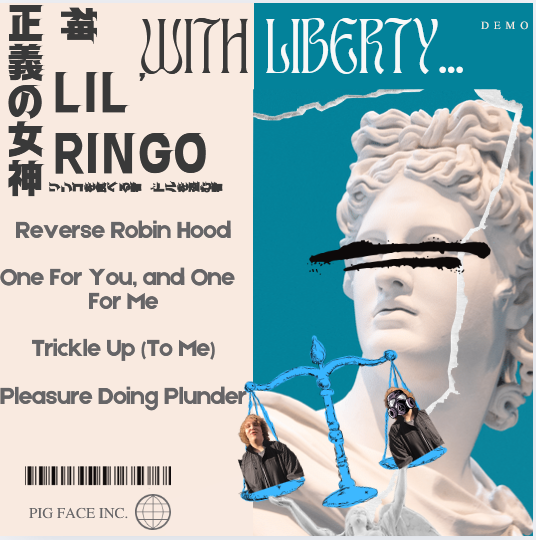 正義の女神
神
,WITH LIBERTY...
DEMO
LIL
RINGO
Reverse Robin Hood
One For You, and One
For Me
Trickle Up (To Me)
Pleasure Doing Plunder
PIG FACE INC.